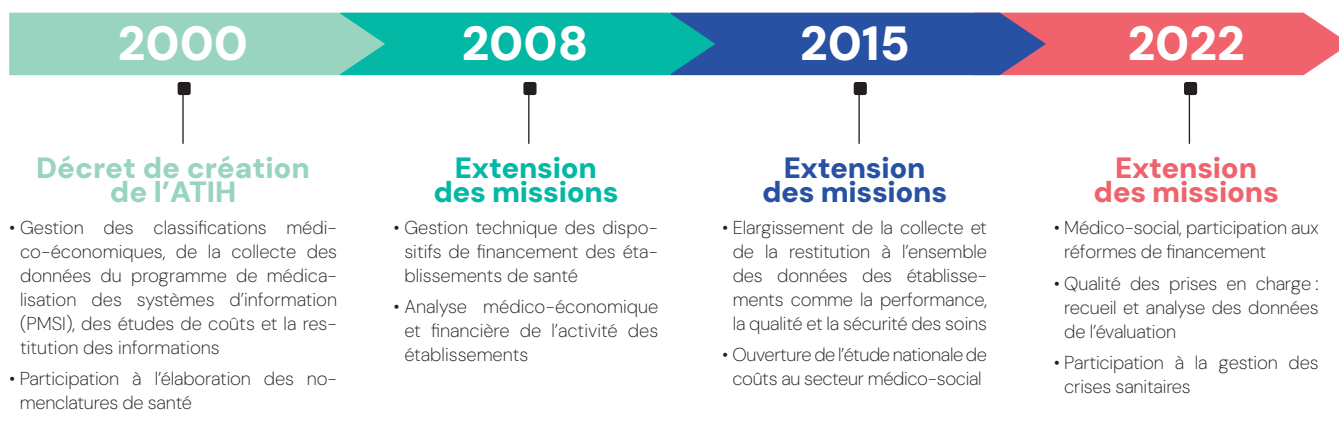 2000
2008
2015
2022
Décret de création
de l’ATIH
• Gestion des classifications médi-
co-économiques, de la collecte des
données du programme de médica-
lisation des systèmes d’information
(PMSI), des études de coûts et la res-
titution des informations
• Participation à l’élaboration des no-
menclatures de santé
Extension
des missions
• Gestion technique des dispo-
sitifs de financement des éta-
blissements de santé
• Analyse médico-économique
et financière de l’activité des
établissements
Extension
des missions
• Elargissement de la collecte et
de la restitution à l’ensemble
des données des établisse-
ments comme la performance,
la qualité et la sécurité des soins
• Ouverture de l’étude nationale de
coûts au secteur médico-social
Extension
des missions
• Médico-social, participation aux
réformes de financement
• Qualité des prises en charge :
recueil et analyse des données
de l’évaluation
• Participation à la gestion des
crises sanitaires